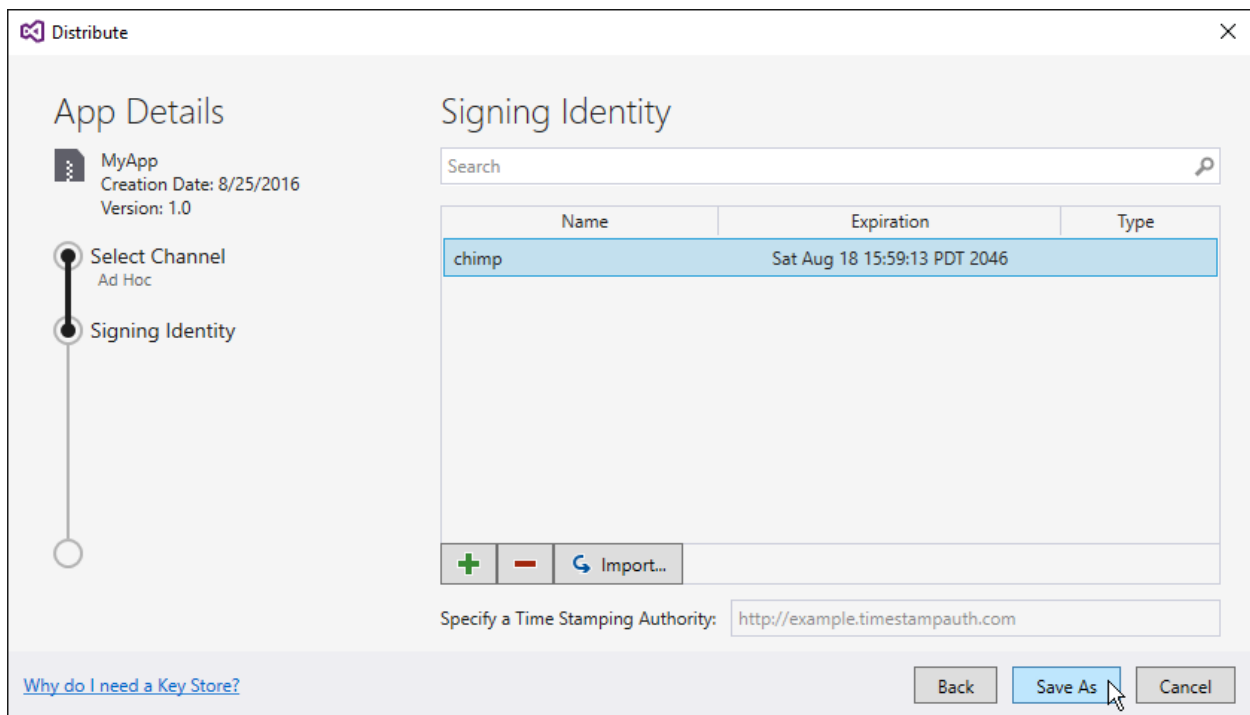 Distribute
App Details
MyApp
Creation Date: 8/25/2016
Version: 1.0
Select Channel
Ad Hoc
Signing Identity
Signing Identity
Search
Name Expiration Type
chimp Sat Aug 18 15:59:13 PDT 2046
Import...
Specify a Time Stamping Authority: http://example.timestampauth.com
Why do I need a Key Store?
Back Save As Cancel